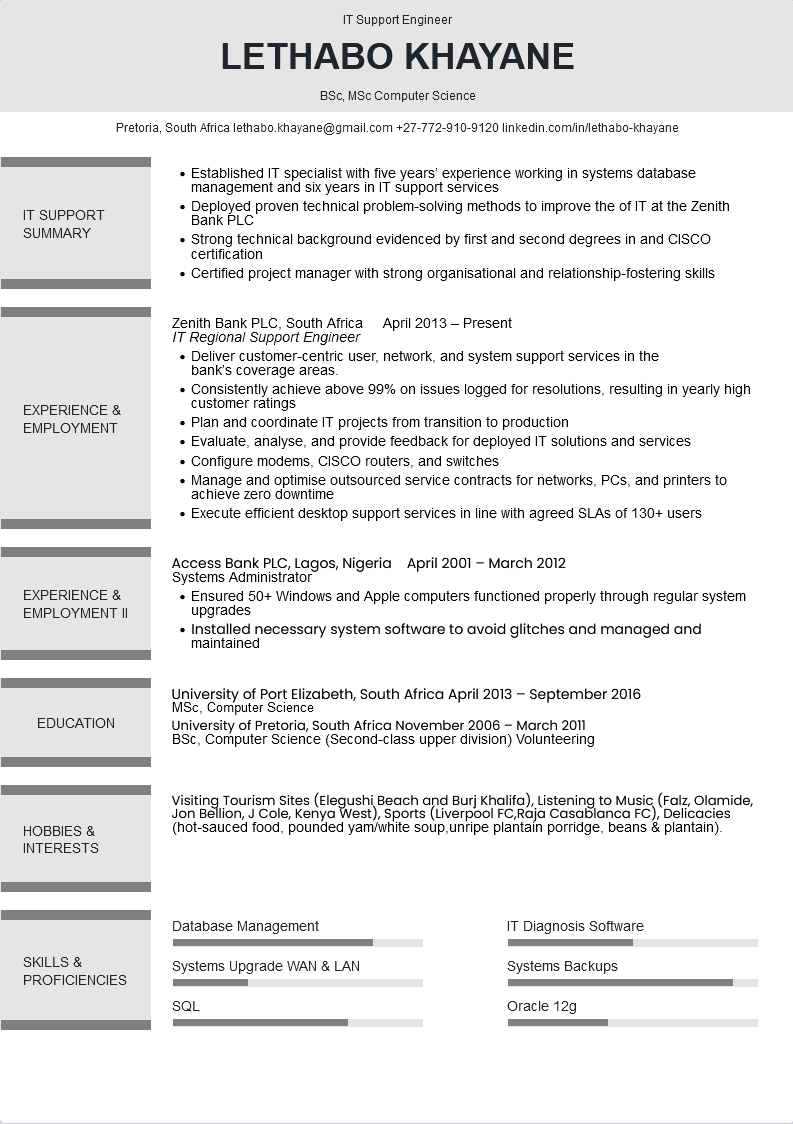 IT Support Engineer
LETHABO KHAYANE
BSc, MSc Computer Science
Pretoria, South Africa lethabo.khayane@gmail.com +27-772-910-9120 linkedin.com/in/lethabo-khayane
IT SUPPORT
SUMMARY
• Established IT specialist with five years’ experience working in systems database
management and six years in IT support services
• Deployed proven technical problem-solving methods to improve the of IT at the Zenith
Bank PLC
• Strong technical background evidenced by first and second degrees in and CISCO
certification
• Certified project manager with strong organisational and relationship-fostering skills
EXPERIENCE &
EMPLOYMENT
Zenith Bank PLC, South Africa April 2013 – Present
IT Regional Support Engineer
• Deliver customer-centric user, network, and system support services in the
bank’s coverage areas.
• Consistently achieve above 99% on issues logged for resolutions, resulting in yearly high
customer ratings
• Plan and coordinate IT projects from transition to production
• Evaluate, analyse, and provide feedback for deployed IT solutions and services
• Configure modems, CISCO routers, and switches
• Manage and optimise outsourced service contracts for networks, PCs, and printers to
achieve zero downtime
• Execute efficient desktop support services in line with agreed SLAs of 130+ users
EXPERIENCE &
EMPLOYMENT II
Access Bank PLC, Lagos, Nigeria April 2001 – March 2012
Systems Administrator
• Ensured 50+ Windows and Apple computers functioned properly through regular system
upgrades
• Installed necessary system software to avoid glitches and managed and
maintained
EDUCATION
University of Port Elizabeth, South Africa April 2013 – September 2016
MSc, Computer Science
University of Pretoria, South Africa November 2006 – March 2011
BSc, Computer Science (Second-class upper division) Volunteering
HOBBIES &
INTERESTS
Visiting Tourism Sites (Elegushi Beach and Burj Khalifa), Listening to Music (Falz, Olamide,
Jon Bellion, J Cole, Kenya West), Sports (Liverpool FC,Raja Casablanca FC), Delicacies
(hot-sauced food, pounded yam/white soup,unripe plantain porridge, beans & plantain).
SKILLS &
PROFICIENCIES
Database Management
IT Diagnosis Software
Systems Upgrade WAN & LAN
Systems Backups
SQL
Oracle 12g